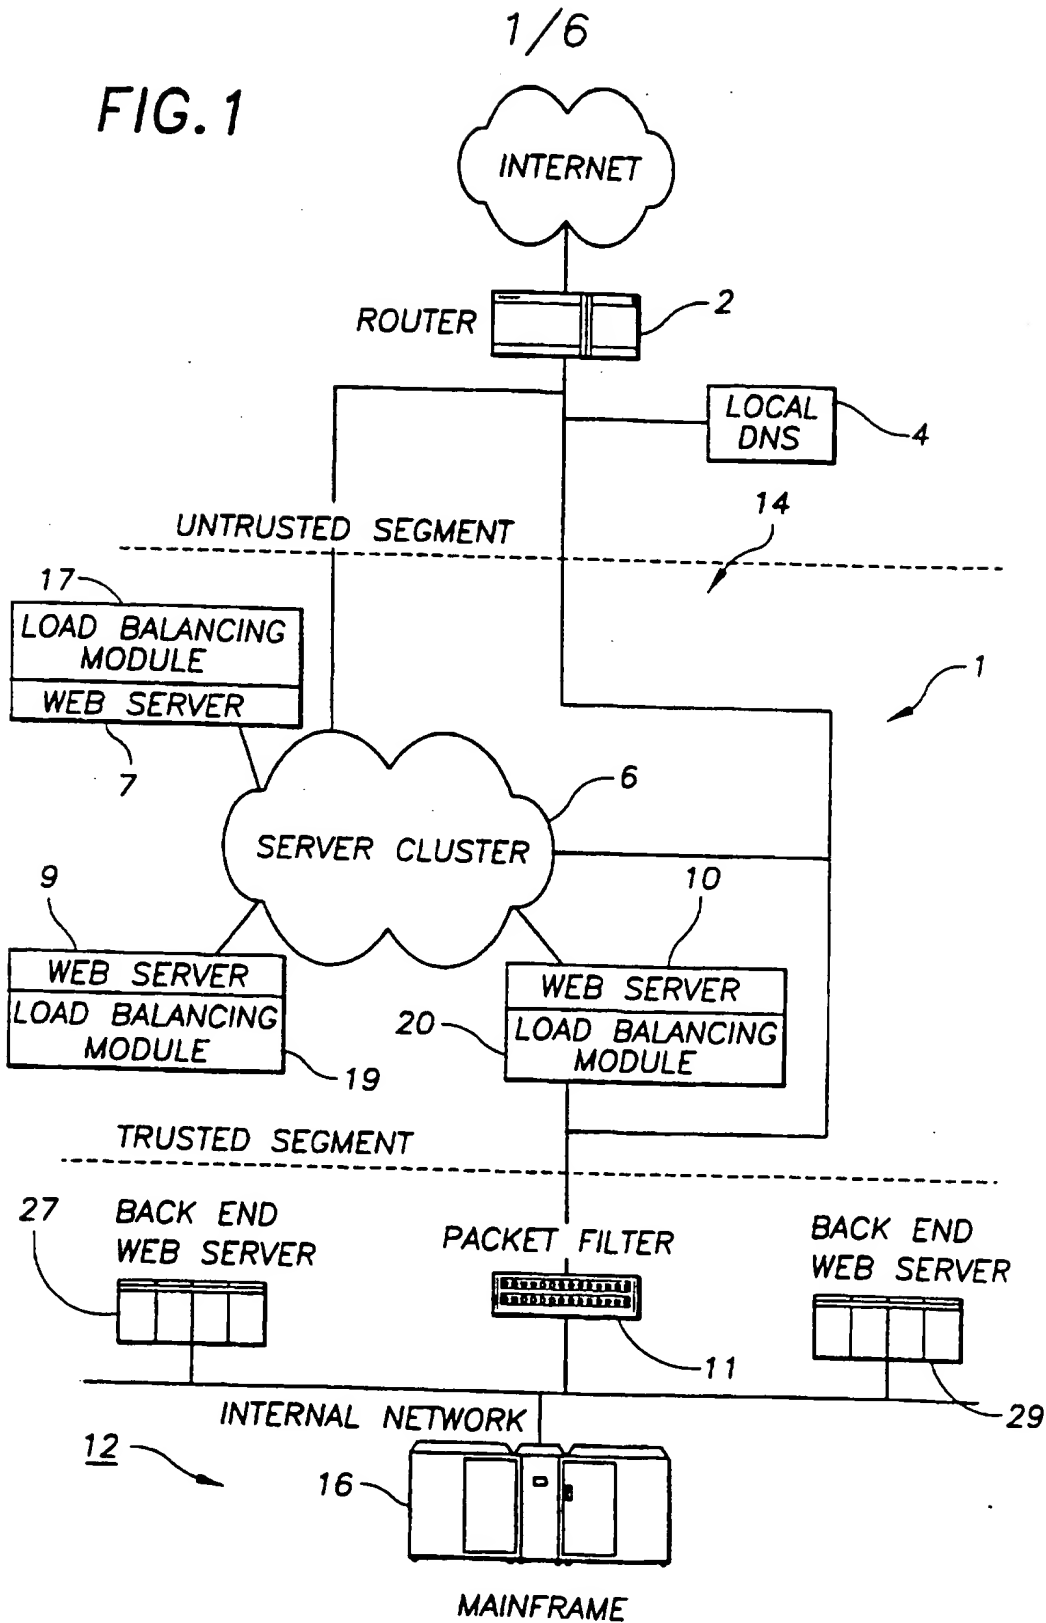 1/6
FIG. 1
INTERNET
ROUTER
2
LOCAL
DNS
4
14
UNTRUSTED SEGMENT
17
LOAD BALANCING
MODULE
WEB SERVER
7
1
6
SERVER CLUSTER
9
10
WEB SERVER
LOAD BALANCING
MODULE
19
WEB SERVER
20
LOAD BALANCING
MODULE
TRUSTED SEGMENT
27
BACK END
WEB SERVER
PACKET FILTER
BACK END
WEB SERVER
11
29
INTERNAL NETWORK
12
16
MAINFRAME